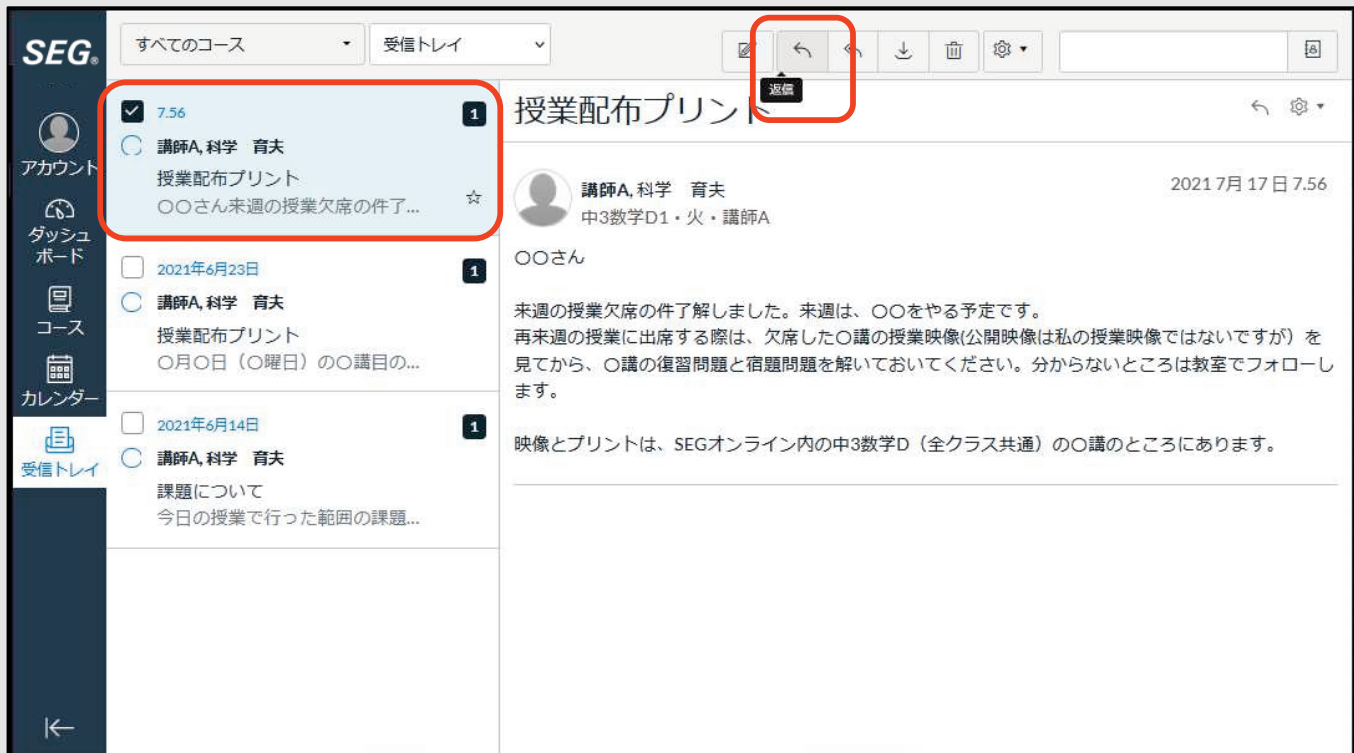 SEG®
アカウント
ダッシュ
ボード
コース
カレンダー
受信トレイ
すべてのコース
受信トレイ
返信
7.56
1
講師A, 科学 育夫
授業配布プリント
〇〇さん来週の授業欠席の件了...
2021年6月23日
1
講師A, 科学 育夫
授業配布プリント
〇月〇日(〇曜日)の〇講目の...
2021年6月14日
1
講師A, 科学 育夫
課題について
今日の授業で行った範囲の課題...
授業配布プリント
講師A, 科学 育夫
2021 7月 17日 7.56
中3数学D1・火・講師A
〇〇さん
来週の授業欠席の件了解しました。来週は、〇〇をやる予定です。
再来週の授業に出席する際は、欠席した〇講の授業映像(公開映像は私の授業映像ではないですが)を
見てから、〇講の復習問題と宿題問題を解いておいてください。分からないところは教室でフォローし
ます。
映像とプリントは、SEGオンライン内の中3数学D(全クラス共通)の〇講のところにあります。